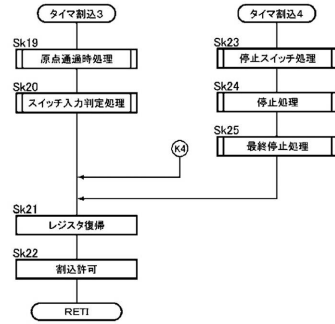 タイマ割込3
Sk19
原点通過時処理
Sk20
スイッチ入力判定処理
タイマ割込4
Sk23
停止スイッチ処理
Sk24
停止処理
Sk25
最終停止処理
K4
Sk21
レジスタ復帰
Sk22
割込許可
RETI